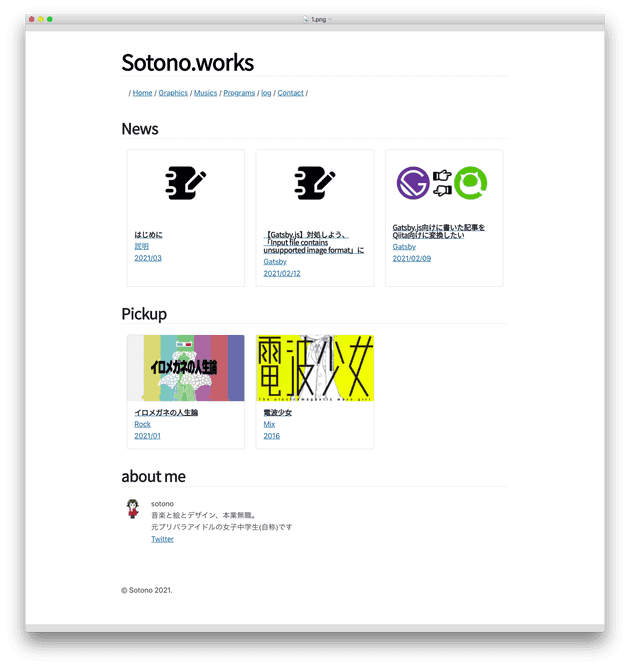 1.png
Sotono.works
/ Home / Graphics / Musics / Programs / log / Contact /
News
はじめに
説明
2021/03
【Gatsby.js】対処しよう、
「Input file contains
unsupported image format」に
Gatsby
2021/02/12
Gatsby.js向けに書いた記事を
Qiita向けに変換したい
Gatsby
2021/02/09
Pickup
イロメガネの人生論
イロメガネの人生論
Rock
2021/01
電波少女
電波少女
Mix
2016
about me
sotono
音楽と絵とデザイン、本業無職。
元プリパラアイドルの女子中学生(自称)です
Twitter
© Sotono 2021.